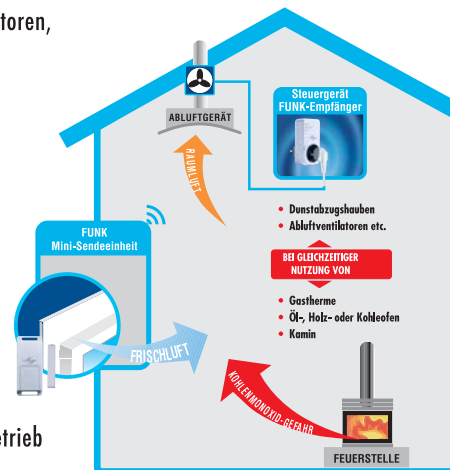 toren,
ABLUFTGERÄT
Steuergerät
FUNK-Empfänger
RAUMLUFT
• Dunstabzugshauben
• Abluftventilatoren etc.
FUNK
Mini-Sendeeinheit
BEI GLEICHZEITIGER
NUTZUNG VON
• Gastherme
• Öl-, Holz- oder Kohleofen
• Kamin
FRISCHLUFT
KOHLENMONOXID-GEFAHR
etrieb
FEUERSTELLE